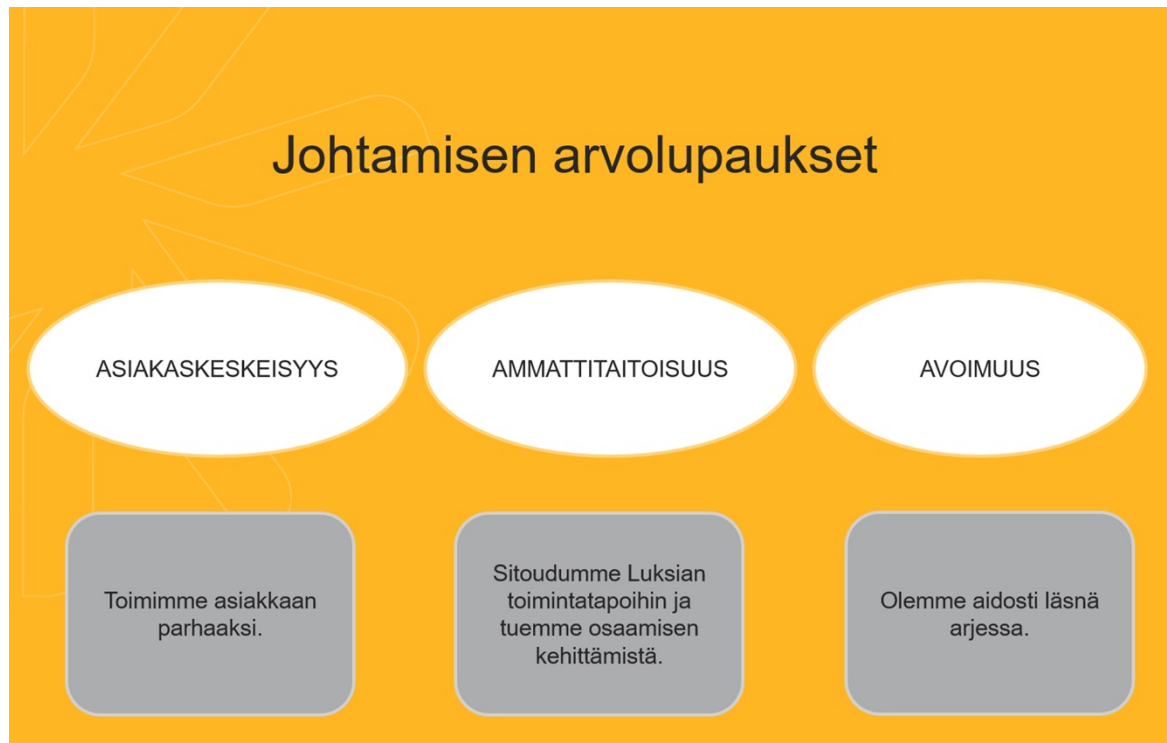 Johtamisen arvolupaukset
ASIAKASKESKEISYYS
AMMATTITAITOISUUS
AVOIMUUS
Toimimme asiakkaan
parhaaksi.
Sitoudumme Luksian
toimintatapoihin ja
tuemme osaamisen
kehittämistä.
Olemme aidosti läsnä
arjessa.